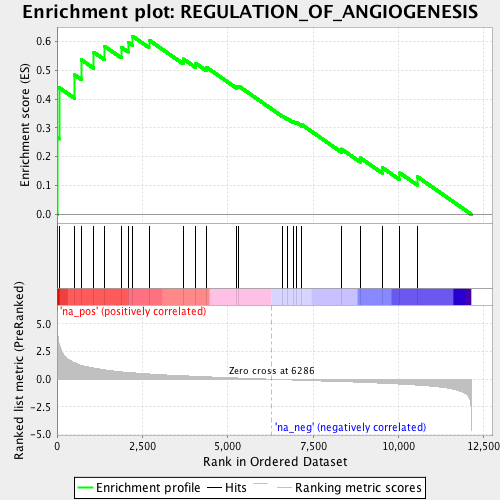 Enrichment plot: REGULATION_OF_ANGIOGENESIS
Enrichment score (ES)
0.6
0.5
0.4
0.3
0.2
0.1
0.0
'na_pos' (positively correlated)
Ranked list metric (PreRanked)
5.0
2.5
0.0
-2.5
-5.0
Zero cross at 6286
'na_neg' (negatively correlated)
0
2,500
5,000
7,500
10,000
12,500
Rank in Ordered Dataset
Enrichment profile
Hits
Ranking metric scores